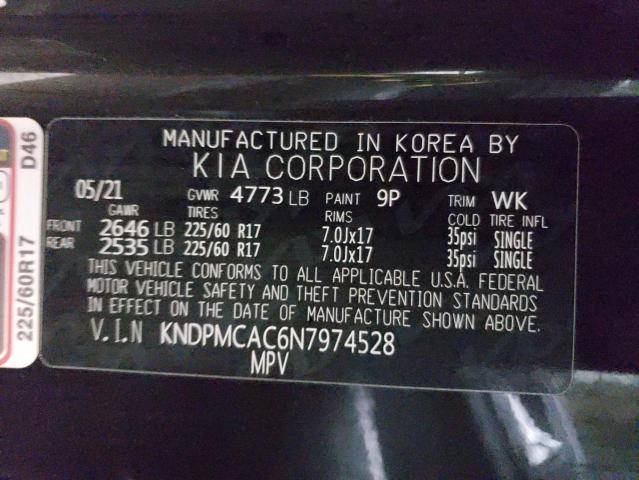 MANUFACTURED IN KOREA BY
KIA CORPORATION
05/21 GVWR 4773 LB PAINT 9P TRIM WK
GAWR TIRES RIMS COLD TIRE INFL
FRONT 2646 LB 225/60 R17 7.0Jx17 35psi SINGLE
REAR 2535 LB 225/60 R17 7.0Jx17 35psi SINGLE
THIS VEHICLE CONFORMS TO ALL APPLICABLE U.S.A. FEDERAL
MOTOR VEHICLE SAFETY AND THEFT PREVENTION STANDARDS
IN EFFECT ON THE DATE OF MANUFACTURE SHOWN ABOVE.
V.I.N KNDPMCAC6N7974528
MPV
225/60R17 D46